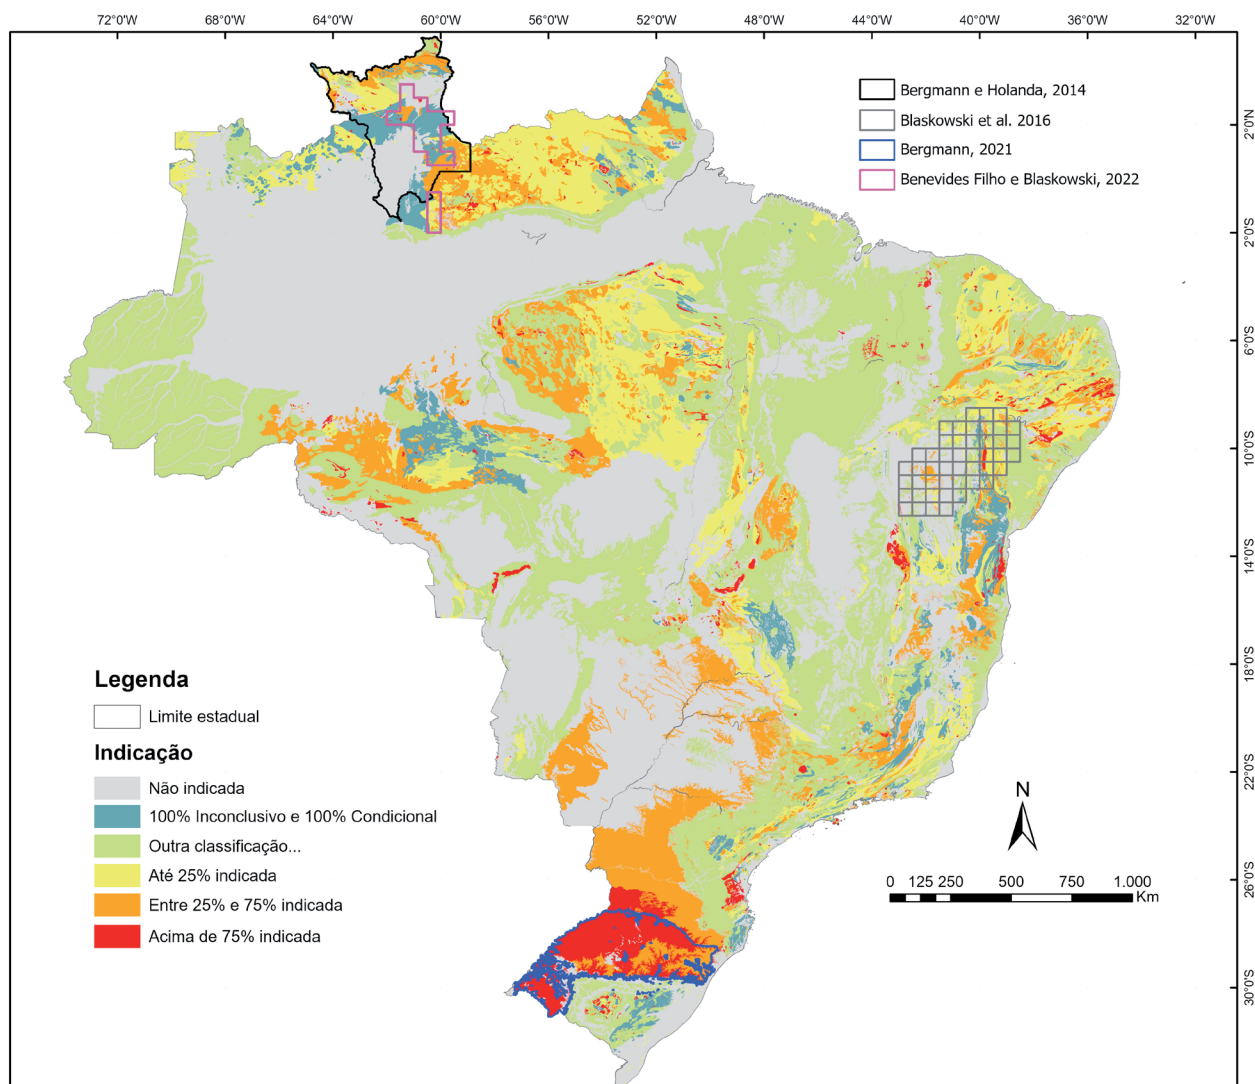 72°0'W 68°0'W 64°0'W 60°0'W 56°0'W 52°0'W 48°0'W 44°0'W 40°0'W 36°0'W 32°0'W
Bergmann e Holanda, 2014
Blaskowski et al. 2016
Bergmann, 2021
Benevides Filho e Blaskowski, 2022
2°0'N
2°0'S
6°0'S
10°0'S
14°0'S
18°0'S
22°0'S
26°0'S
30°0'S
Legenda
Limite estadual
Indicação
Não indicada
100% Inconclusivo e 100% Condicional
Outra classificação...
Até 25% indicada
Entre 25% e 75% indicada
Acima de 75% indicada
N
0 125 250 500 750 1.000
Km